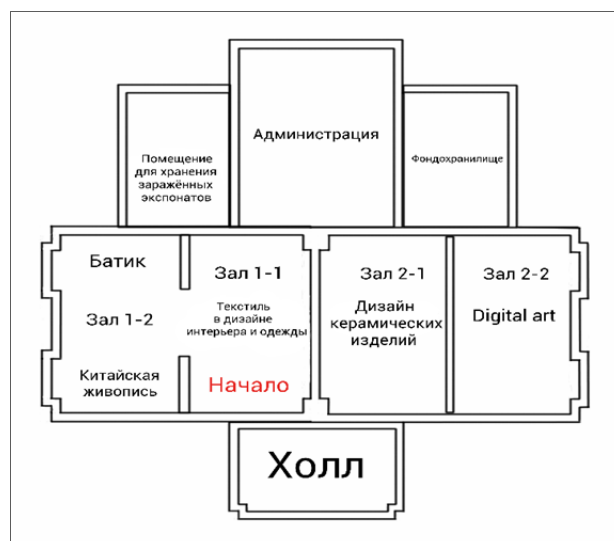 Администрация
Помещение
для хранения
заражённых
экспонатов
Фондохранилище
Батик
Зал 1-1
Зал 1-2
Текстиль
в дизайне
интерьера и одежды
Китайская
живопись
Начало
Зал 2-1
Дизайн
керамических
изделий
Зал 2-2
Digital art
Холл